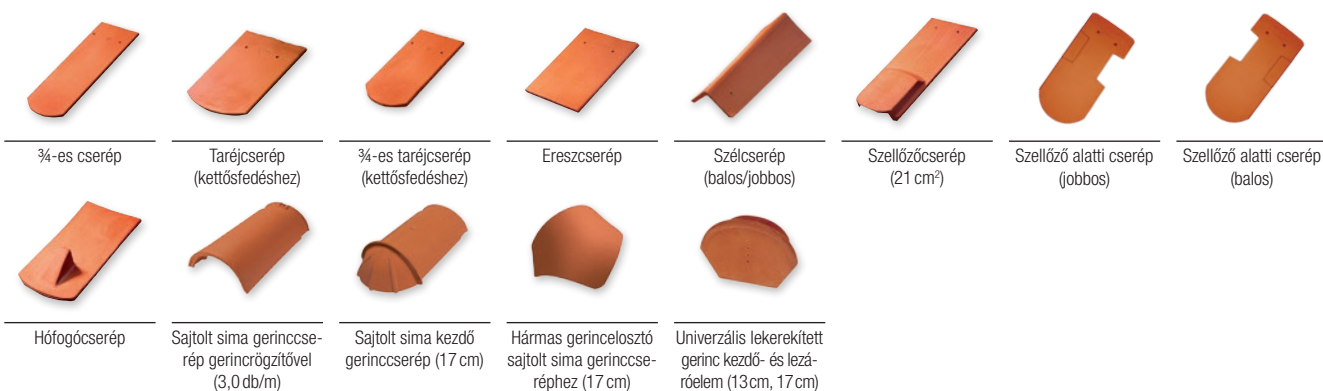 ¾-es cserép
Taréjcserép
(kettősfedéshez)
¾-es taréjcserép
(kettősfedéshez)
Ereszcserép
Szélcserép
(balos/jobbos)
Szellőzőcserép
(21 cm²)
Szellőző alatti cserép
(jobbos)
Szellőző alatti cserép
(balos)
Hófogócserép
Sajtolt sima gerinccse-
rép gerincrögzítővel
(3,0 db/m)
Sajtolt sima kezdő
gerinccserép (17 cm)
Hármas gerincelosztó
sajtolt sima gerinccse-
réphez (17 cm)
Univerzális lekerekített
gerinc kezdő- és lezá-
róelem (13 cm, 17 cm)